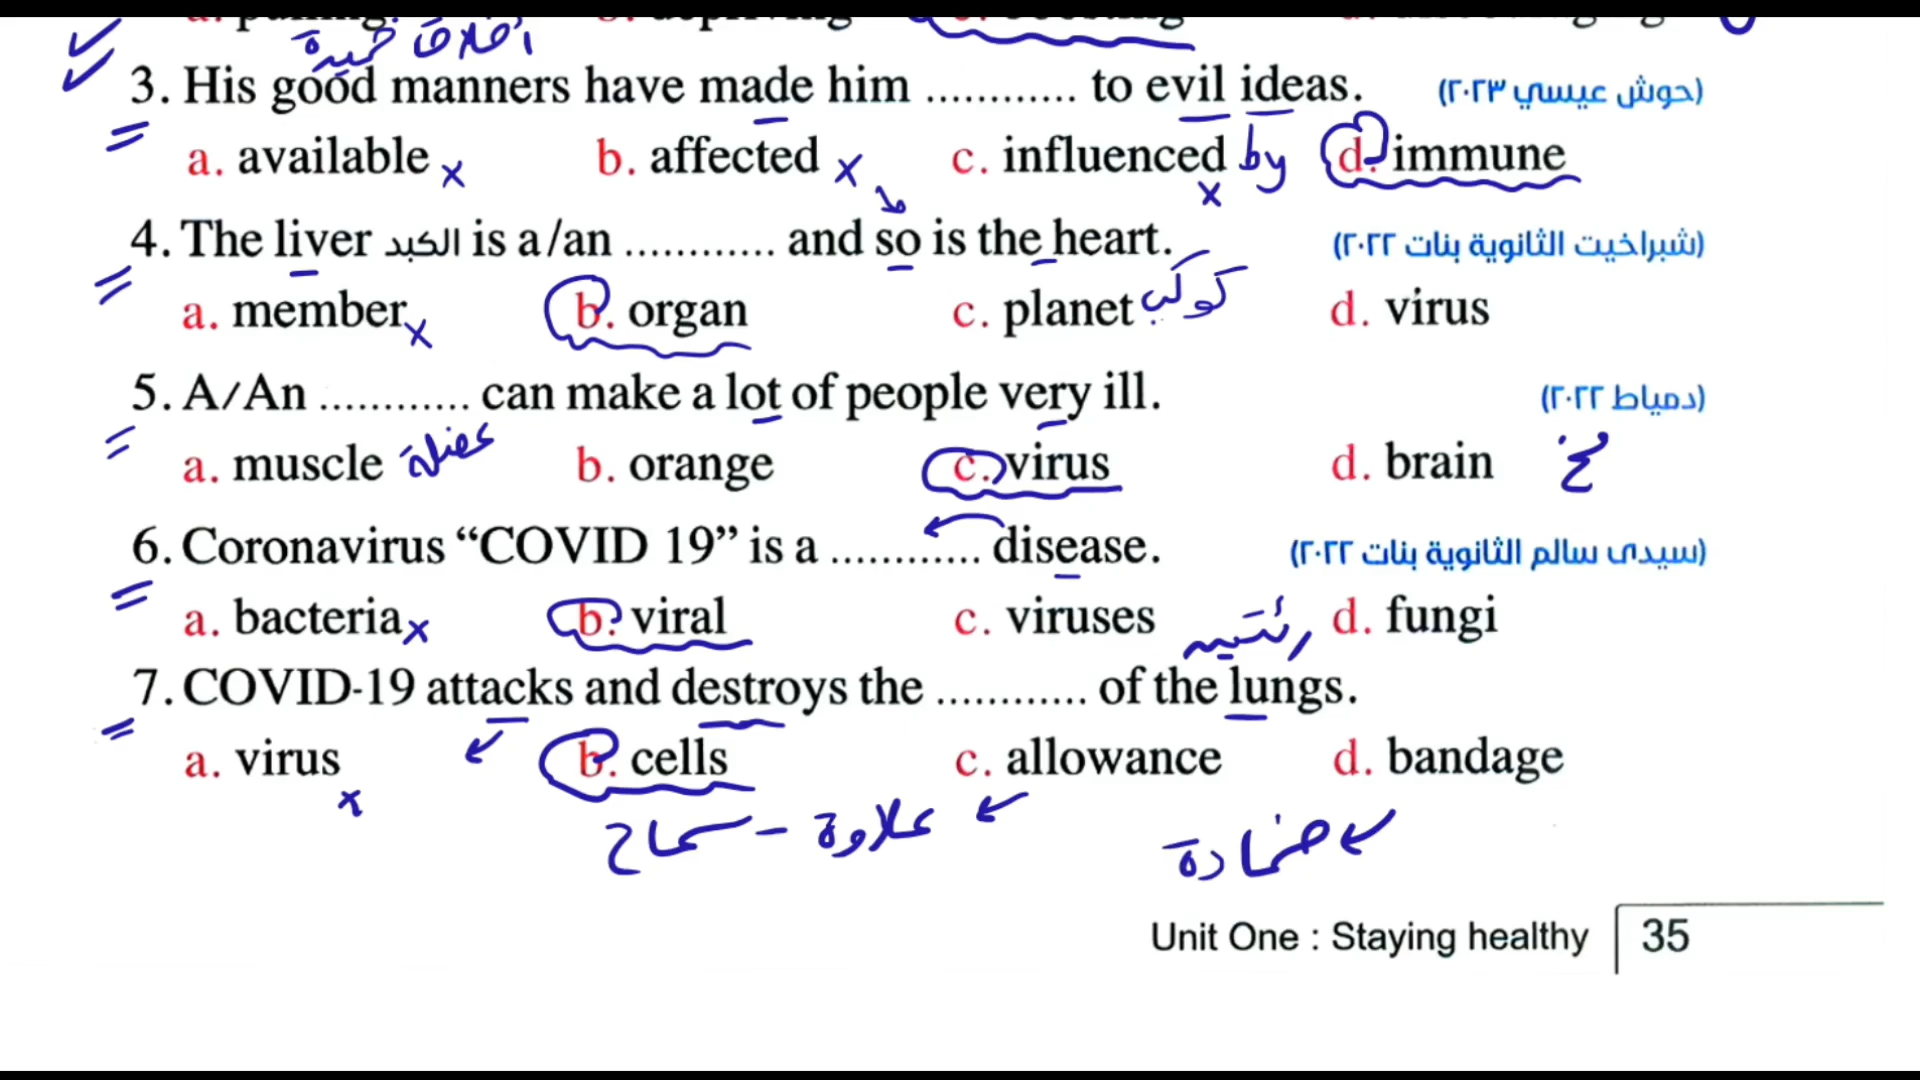 أخلاق حميدة
3. His good manners have made him ............ to evil ideas. (حوش عيسي ٢٠٢٣)
a. available x b. affected x c. influenced by x d. immune
4. The liver الكبد is a/an ............ and so is the heart. (شبراخيت الثانوية بنات ٢٠٢٢)
a. member x b. organ c. planet كوكب d. virus
5. A/An ............ can make a lot of people very ill. (دمياط ٢٠٢٢)
a. muscle عضلة b. orange c. virus d. brain مخ
6. Coronavirus “COVID 19” is a ............ disease. (سيدى سالم الثانوية بنات ٢٠٢٢)
a. bacteria x b. viral c. viruses d. fungi
7. COVID-19 attacks and destroys the ............ of the lungs.
a. virus x b. cells c. allowance d. bandage
علاوة - سماح ضمادة
Unit One : Staying healthy 35